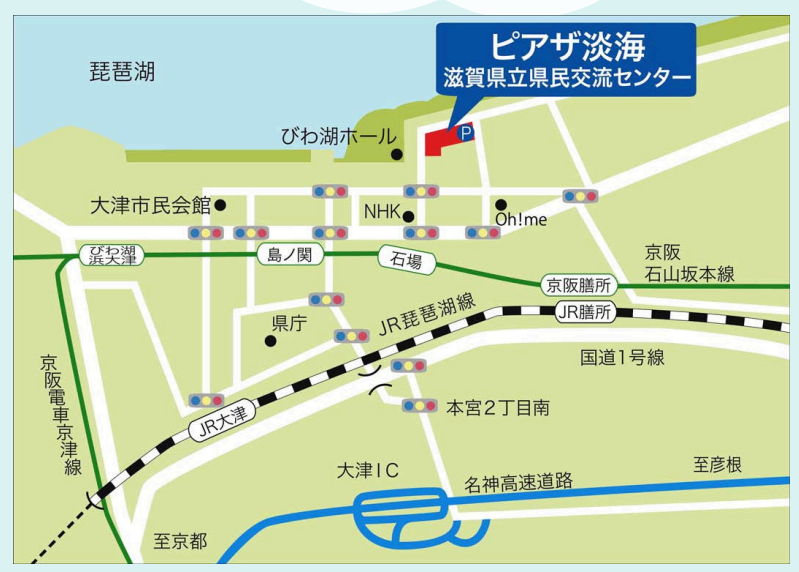 ピアザ淡海
滋賀県立県民交流センター
琵琶湖
P
びわ湖ホール
大津市民会館
NHK
Oh!me
びわ湖
浜大津
島ノ関
石場
京阪膳所
京阪
石山坂本線
JR膳所
JR琵琶湖線
県庁
国道1号線
京阪電車京津線
JR大津
本宮2丁目南
大津IC
名神高速道路
至彦根
至京都